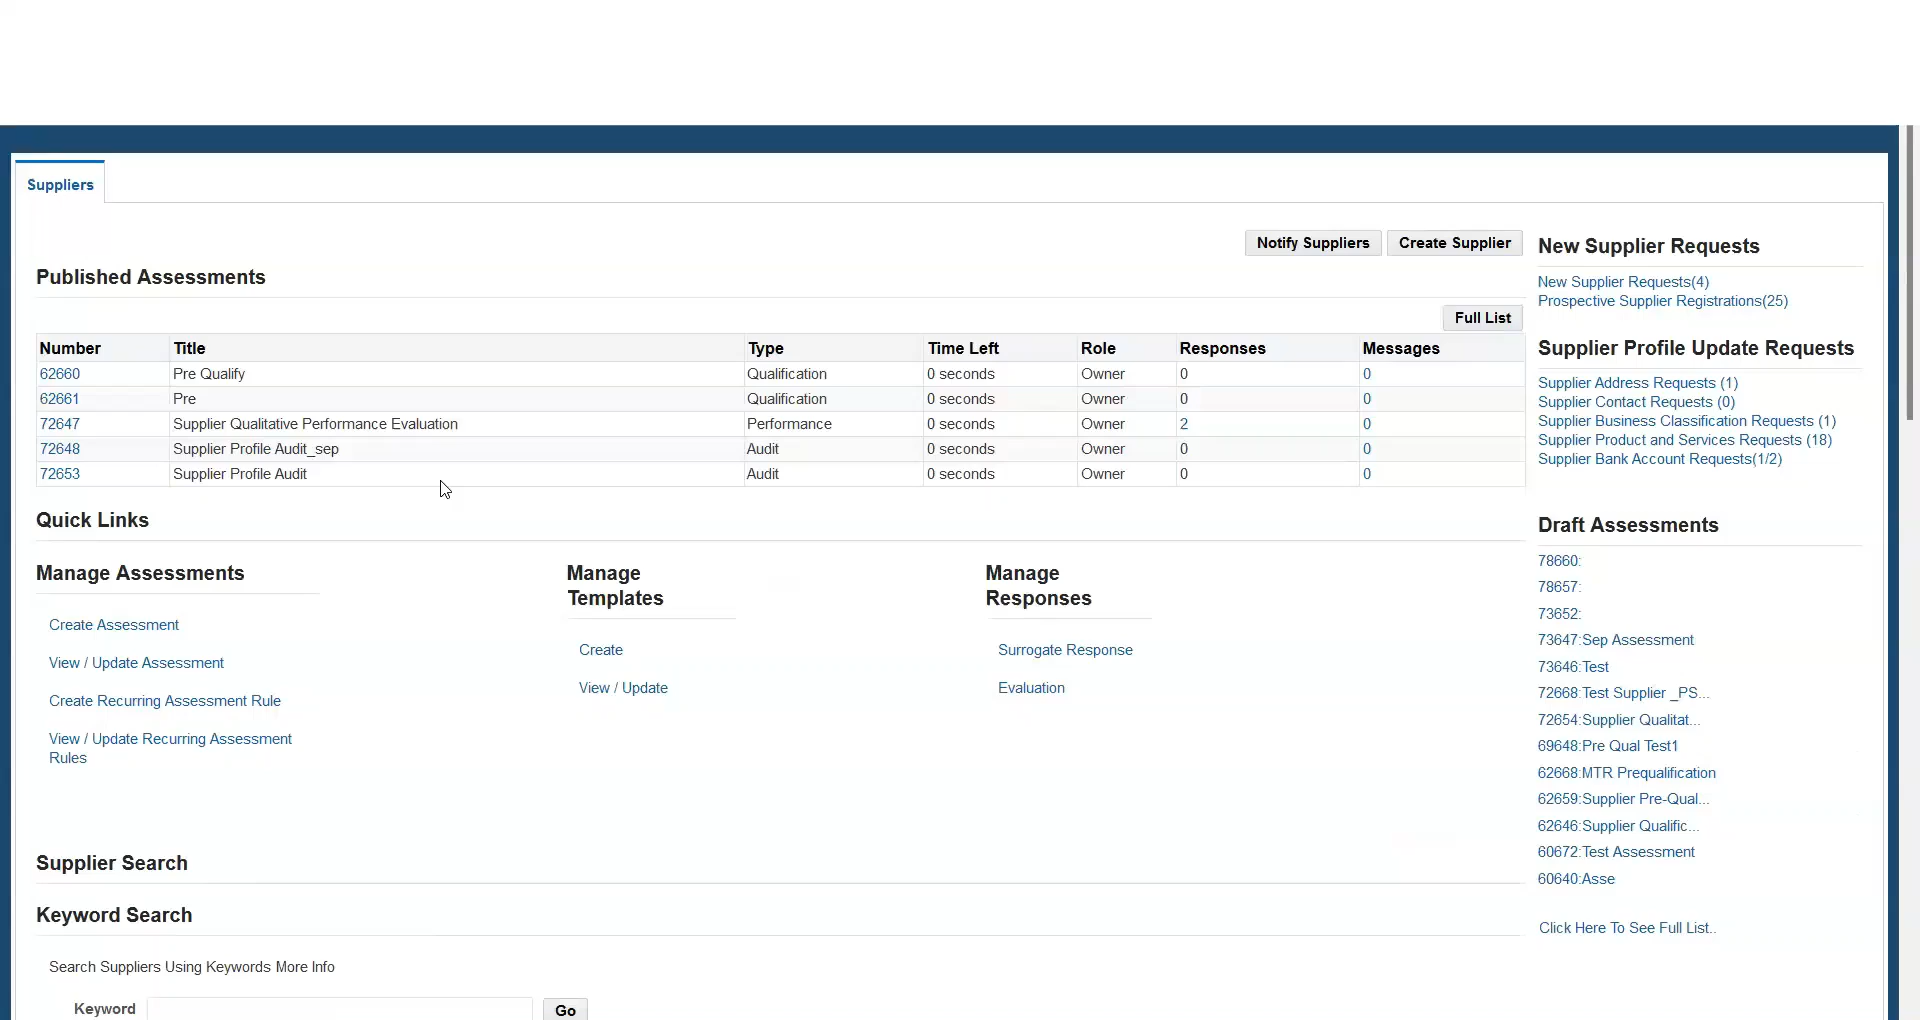 Suppliers
Notify Suppliers Create Supplier
Published Assessments
Full List
Number Title Type Time Left Role Responses Messages
62660 Pre Qualify Qualification 0 seconds Owner 0 0
62661 Pre Qualification 0 seconds Owner 0 0
72647 Supplier Qualitative Performance Evaluation Performance 0 seconds Owner 2 0
72648 Supplier Profile Audit_sep Audit 0 seconds Owner 0 0
72653 Supplier Profile Audit Audit 0 seconds Owner 0 0
Quick Links
Manage Assessments
Create Assessment
View / Update Assessment
Create Recurring Assessment Rule
View / Update Recurring Assessment
Rules
Manage
Templates
Create
View / Update
Manage
Responses
Surrogate Response
Evaluation
Supplier Search
Keyword Search
Search Suppliers Using Keywords More Info
Keyword Go
New Supplier Requests
New Supplier Requests(4)
Prospective Supplier Registrations(25)
Supplier Profile Update Requests
Supplier Address Requests (1)
Supplier Contact Requests (0)
Supplier Business Classification Requests (1)
Supplier Product and Services Requests (18)
Supplier Bank Account Requests(1/2)
Draft Assessments
78660:
78657:
73652:
73647:Sep Assessment
73646:Test
72668:Test Supplier _PS...
72654:Supplier Qualitat...
69648:Pre Qual Test1
62668:MTR Prequalification
62659:Supplier Pre-Qual...
62646:Supplier Qualific...
60672:Test Assessment
60640:Asse
Click Here To See Full List..